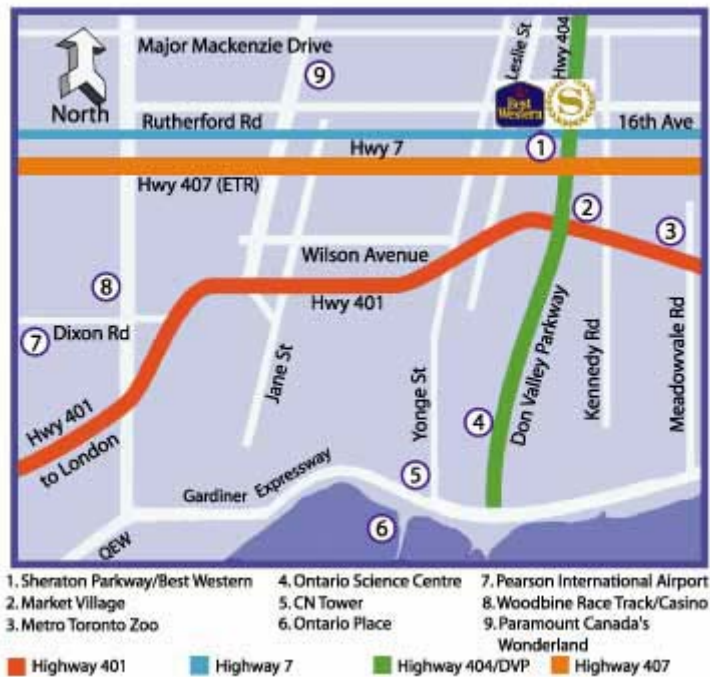 Major Mackenzie Drive
Leslie St
Hwy 404
9
North
Best
Western
S
Rutherford Rd
16th Ave
Hwy 7
1
Hwy 407 (ETR)
2
3
Wilson Avenue
8
Hwy 401
Dixon Rd
7
Jane St
Yonge St
Don Valley Parkway
Kennedy Rd
Meadowvale Rd
Hwy 401
to London
4
Gardiner Expressway
5
6
QEW
1. Sheraton Parkway/Best Western
2. Market Village
3. Metro Toronto Zoo
4. Ontario Science Centre
5. CN Tower
6. Ontario Place
7. Pearson International Airport
8. Woodbine Race Track/Casino
9. Paramount Canada's
Wonderland
Highway 401
Highway 7
Highway 404/DVP
Highway 407